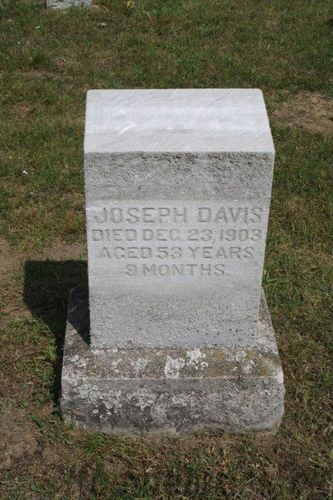 JOSEPH DAVIS
DIED DEC. 23, 1903
AGED 53 YEARS
9 MONTHS.